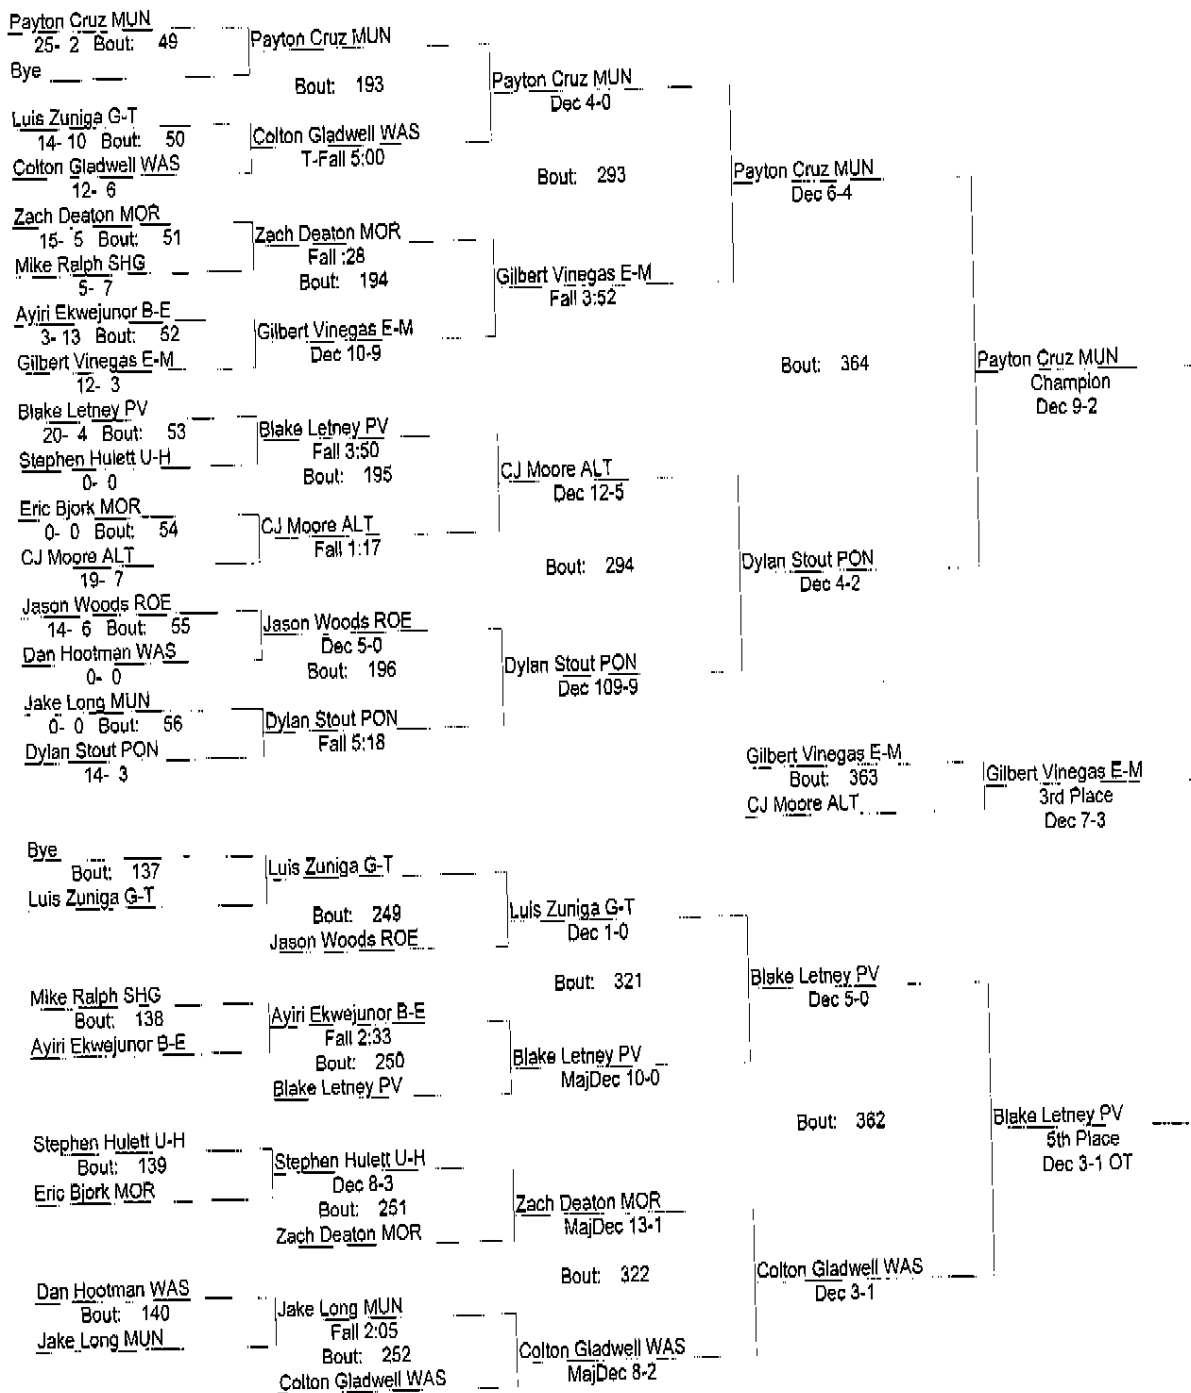 Payton Cruz MUN
25- 2 Bout: 49
Bye
Luis Zuniga G-T
14- 10 Bout: 50
Colton Gladwell WAS
12- 6
Zach Deaton MOR
15- 5 Bout: 51
Mike Ralph SHG
5- 7
Ayiri Ekwejunor B-E
3- 13 Bout: 52
Gilbert Vinegas E-M
12- 3
Blake Letney PV
20- 4 Bout: 53
Stephen Hulett U-H
0- 0
Eric Bjork MOR
0- 0 Bout: 54
CJ Moore ALT
19- 7
Jason Woods ROE
14- 6 Bout: 55
Dan Hootman WAS
0- 0
Jake Long MUN
0- 0 Bout: 56
Dylan Stout PON
14- 3
Payton Cruz MUN
Bout: 193
Colton Gladwell WAS
T-Fall 5:00
Zach Deaton MOR
Fall :28
Bout: 194
Gilbert Vinegas E-M
Dec 10-9
Blake Letney PV
Fall 3:50
Bout: 195
CJ Moore ALT
Fall 1:17
Jason Woods ROE
Dec 5-0
Bout: 196
Dylan Stout PON
Fall 5:18
Payton Cruz MUN
Dec 4-0
Bout: 293
Gilbert Vinegas E-M
Fall 3:52
CJ Moore ALT
Dec 12-5
Bout: 294
Dylan Stout PON
Dec 109-9
Payton Cruz MUN
Dec 6-4
Bout: 364
Dylan Stout PON
Dec 4-2
Payton Cruz MUN
Champion
Dec 9-2
Gilbert Vinegas E-M
Bout: 363
CJ Moore ALT
Gilbert Vinegas E-M
3rd Place
Dec 7-3
Bye
Bout: 137
Luis Zuniga G-T
Mike Ralph SHG
Bout: 138
Ayiri Ekwejunor B-E
Stephen Hulett U-H
Bout: 139
Eric Bjork MOR
Dan Hootman WAS
Bout: 140
Jake Long MUN
Luis Zuniga G-T
Bout: 249
Jason Woods ROE
Ayiri Ekwejunor B-E
Fall 2:33
Bout: 250
Blake Letney PV
Stephen Hulett U-H
Dec 8-3
Bout: 251
Zach Deaton MOR
Jake Long MUN
Fall 2:05
Bout: 252
Colton Gladwell WAS
Luis Zuniga G-T
Dec 1-0
Bout: 321
Blake Letney PV
MajDec 10-0
Zach Deaton MOR
MajDec 13-1
Bout: 322
Colton Gladwell WAS
MajDec 8-2
Blake Letney PV
Dec 5-0
Bout: 362
Colton Gladwell WAS
Dec 3-1
Blake Letney PV
5th Place
Dec 3-1 OT